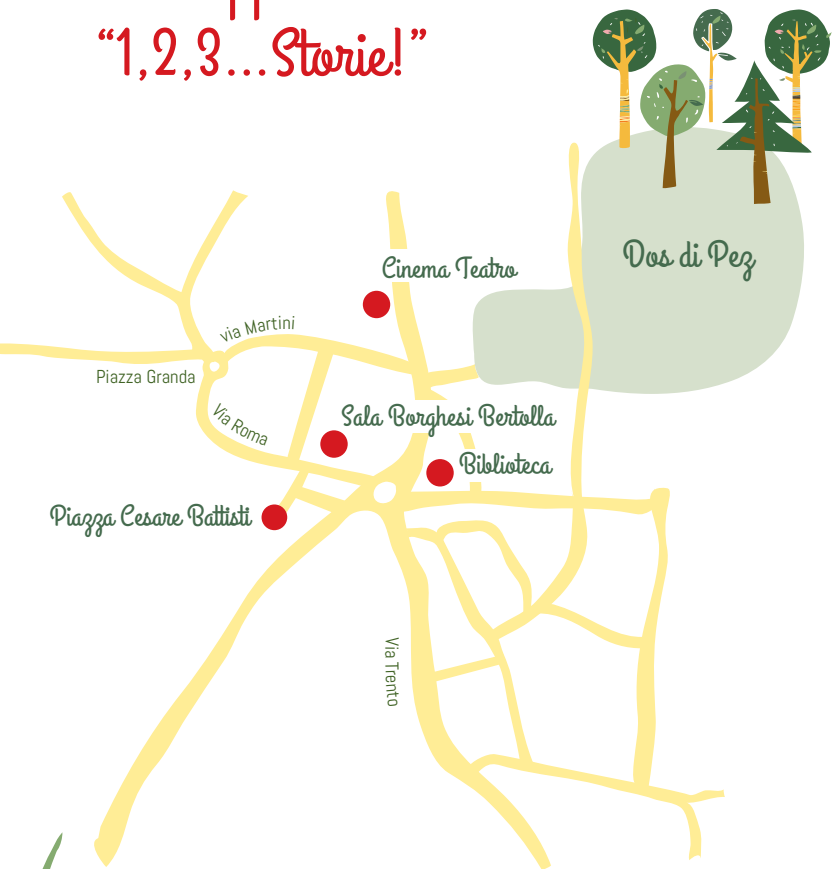 “1,2,3...Storie!”
Dos di Pez
Cinema Teatro
via Martini
Piazza Granda
Via Roma
Sala Borghesi Bertolla
Biblioteca
Piazza Cesare Battisti
Via Trento